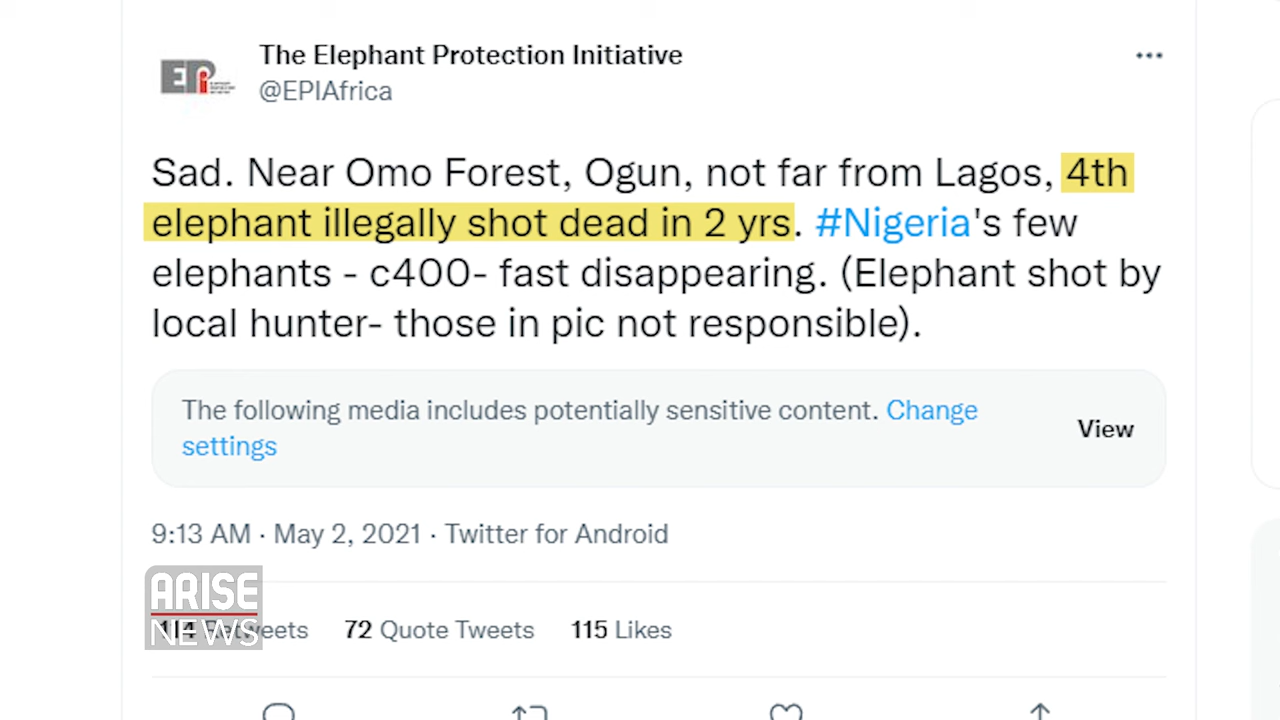 The Elephant Protection Initiative
@EPIAfrica
Sad. Near Omo Forest, Ogun, not far from Lagos, 4th
elephant illegally shot dead in 2 yrs. #Nigeria's few
elephants - c400- fast disappearing. (Elephant shot by
local hunter- those in pic not responsible).
The following media includes potentially sensitive content. Change
settings
View
9:13 AM · May 2, 2021 · Twitter for Android
ARISE
NEWS
114 Retweets 72 Quote Tweets 115 Likes